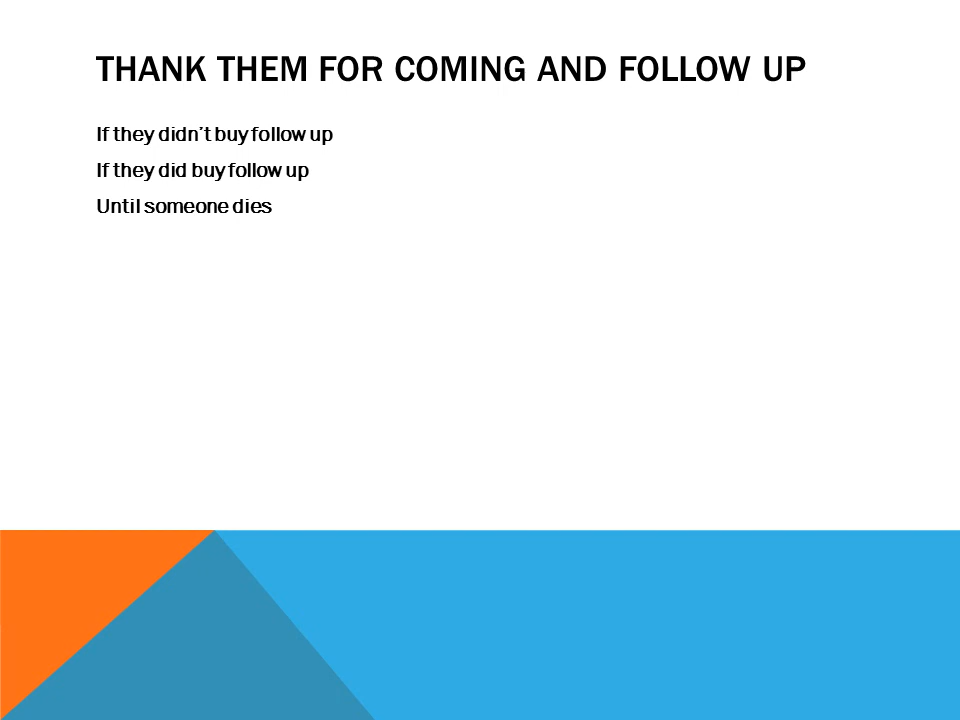 THANK THEM FOR COMING AND FOLLOW UP
If they didn’t buy follow up
If they did buy follow up
Until someone dies